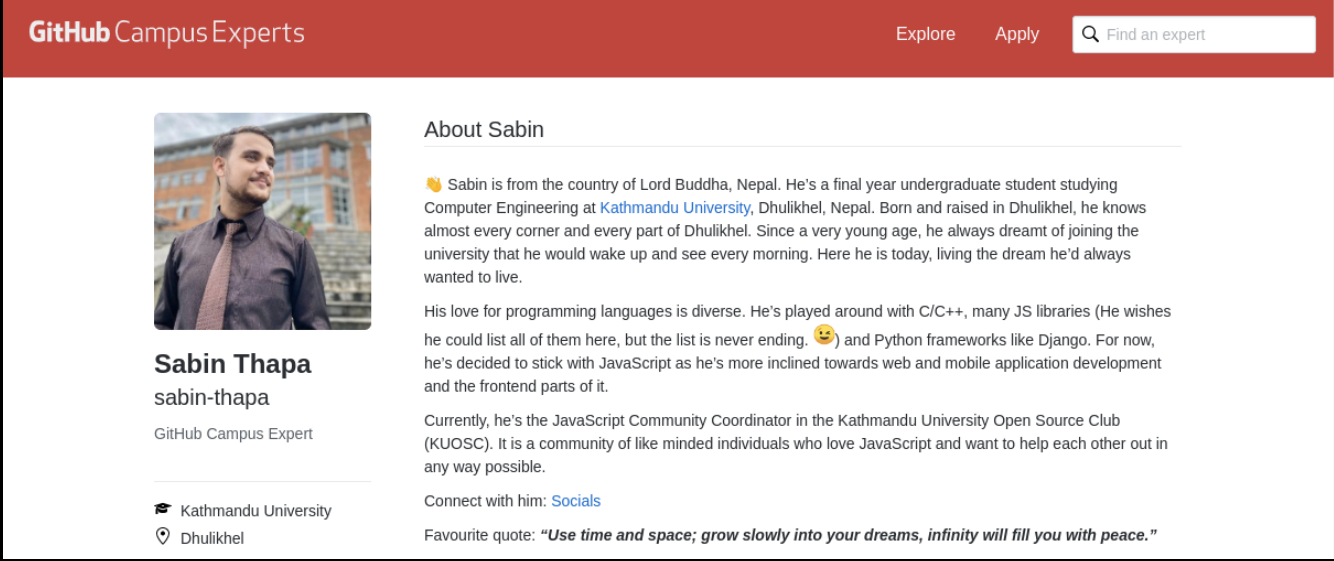 GitHub Campus Experts
Explore
Apply
Find an expert
About Sabin
👋 Sabin is from the country of Lord Buddha, Nepal. He's a final year undergraduate student studying
Computer Engineering at Kathmandu University, Dhulikhel, Nepal. Born and raised in Dhulikhel, he knows
almost every corner and every part of Dhulikhel. Since a very young age, he always dreamt of joining the
university that he would wake up and see every morning. Here he is today, living the dream he'd always
wanted to live.
His love for programming languages is diverse. He's played around with C/C++, many JS libraries (He wishes
he could list all of them here, but the list is never ending. 😉) and Python frameworks like Django. For now,
he's decided to stick with JavaScript as he's more inclined towards web and mobile application development
and the frontend parts of it.
Currently, he's the JavaScript Community Coordinator in the Kathmandu University Open Source Club
(KUOSC). It is a community of like minded individuals who love JavaScript and want to help each other out in
any way possible.
Connect with him: Socials
Favourite quote: “Use time and space; grow slowly into your dreams, infinity will fill you with peace.”
Sabin Thapa
sabin-thapa
GitHub Campus Expert
Kathmandu University
Dhulikhel